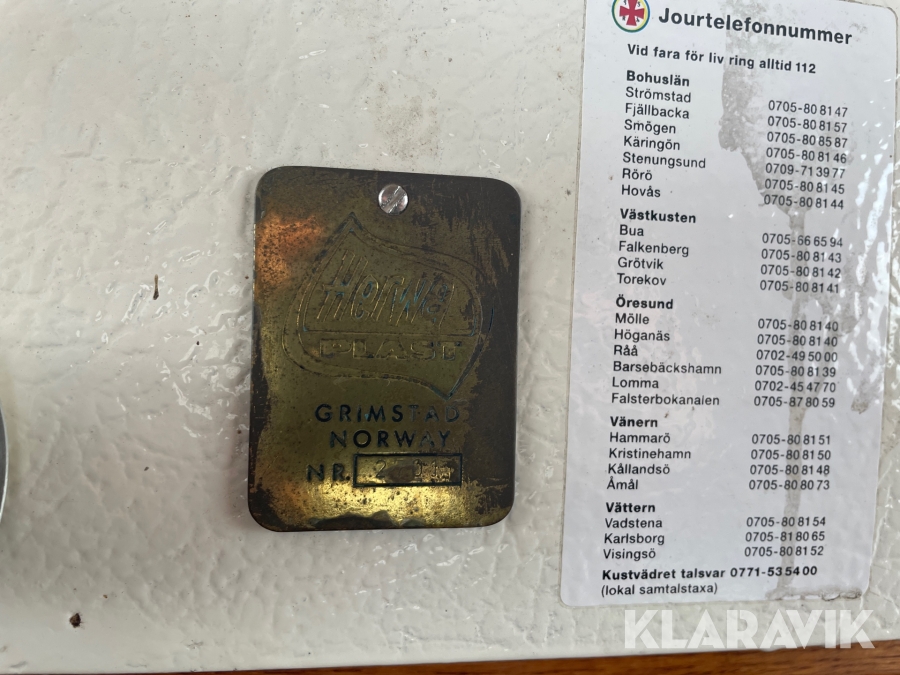 Herwa
PLAST
GRIMSTAD
NORWAY
NR.
Jourtelefonnummer
Vid fara för liv ring alltid 112
Bohuslän
Strömstad 0705-80 81 47
Fjällbacka 0705-80 81 57
Smögen 0705-80 85 87
Käringön 0705-80 81 46
Stenungsund 0709-71 39 77
Rörö 0705-80 81 45
Hovås 0705-80 81 44
Västkusten
Bua 0705-66 65 94
Falkenberg 0705-80 81 43
Grötvik 0705-80 81 42
Torekov 0705-80 81 41
Öresund
Mölle 0705-80 81 40
Höganäs 0705-80 81 40
Råå 0702-49 50 00
Barsebäckshamn 0705-80 81 39
Lomma 0702-45 47 70
Falsterbokanalen 0705-87 80 59
Vänern
Hammarö 0705-80 81 51
Kristinehamn 0705-80 81 50
Kållandsö 0705-80 81 48
Åmål 0705-80 80 73
Vättern
Vadstena 0705-80 81 54
Karlsborg 0705-81 80 65
Visingsö 0705-80 81 52
Kustvädret talsvar 0771-53 54 00
(lokal samtalstaxa)
KLARAVIK